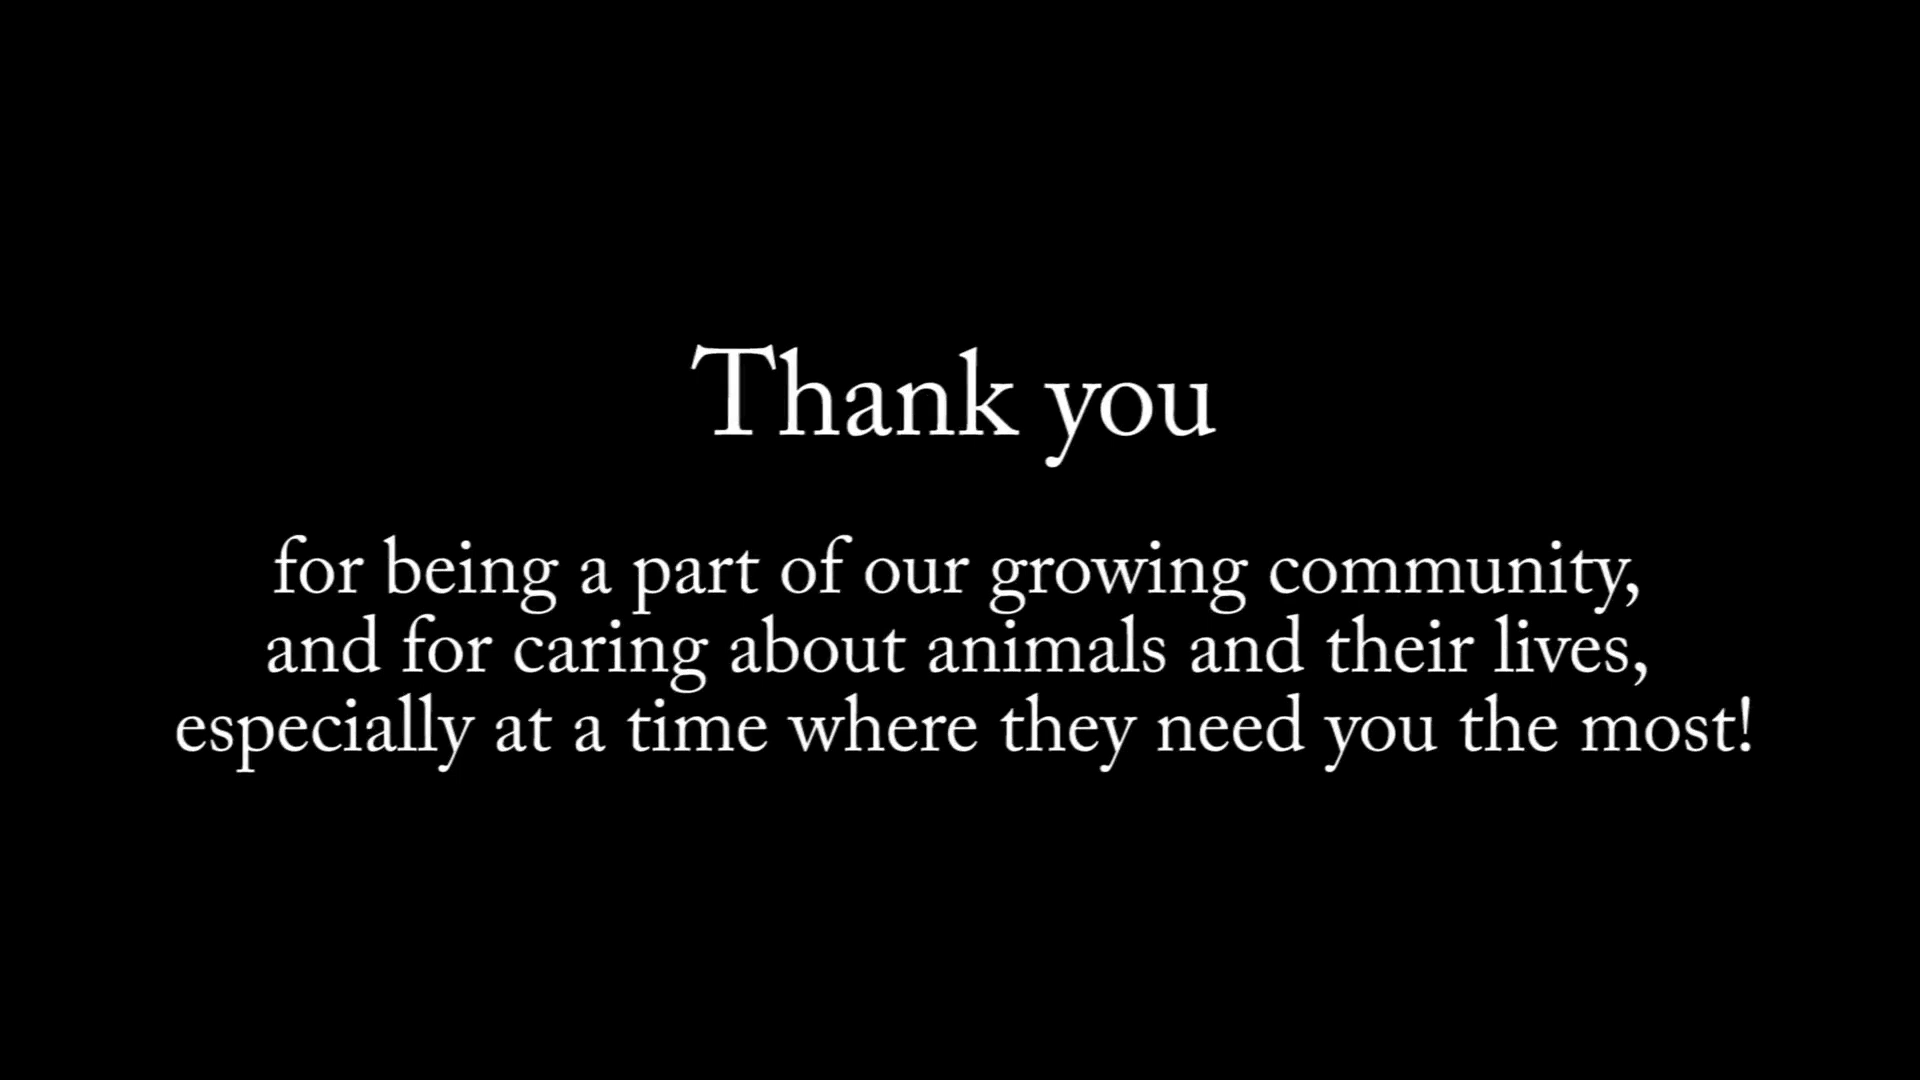 Thank you
for being a part of our growing community,
and for caring about animals and their lives,
especially at a time where they need you the most!